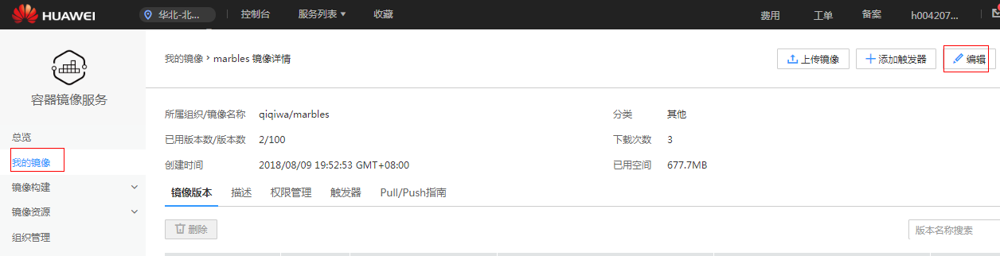 HUAWEI 华北-北... 控制台 服务列表 收藏 费用 工单 备案 h004207...
我的镜像 › marbles 镜像详情 上传镜像 添加触发器 编辑
容器镜像服务
总览
我的镜像
镜像构建
镜像资源
组织管理
所属组织/镜像名称 qiqiwa/marbles 分类 其他
已用版本数/版本数 2/100 下载次数 3
创建时间 2018/08/09 19:52:53 GMT+08:00 已用空间 677.7MB
镜像版本 描述 权限管理 触发器 Pull/Push指南
删除 版本名称搜索